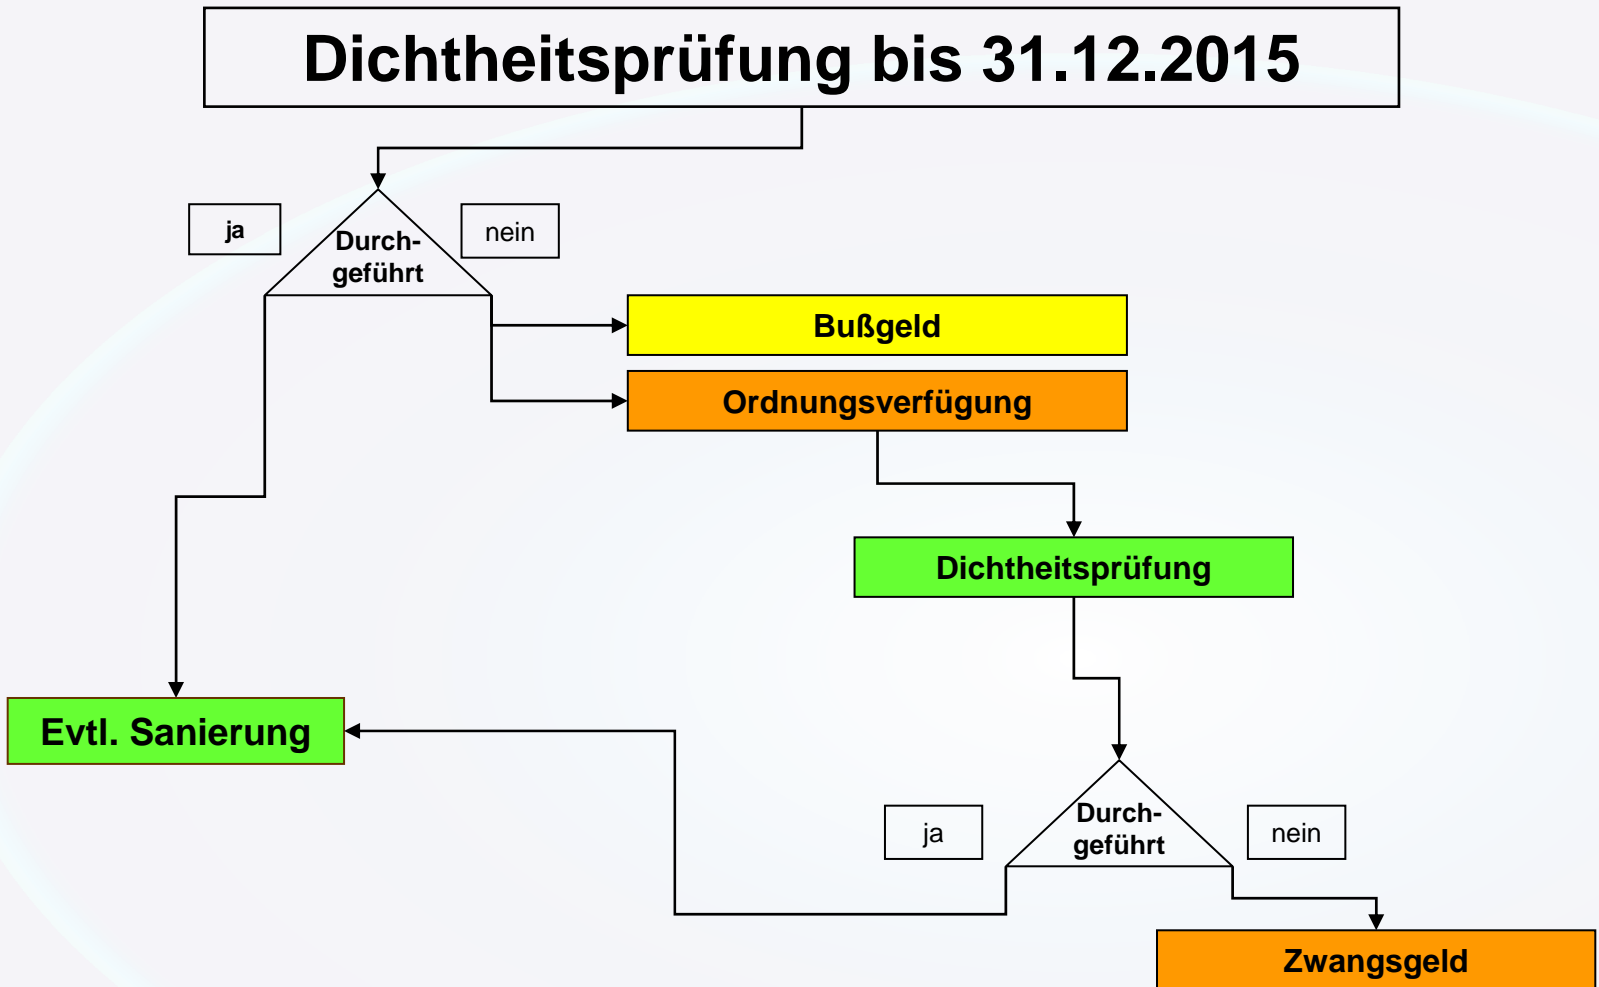 Dichtheitsprüfung bis 31.12.2015
ja
Durch-
geführt
nein
Bußgeld
Ordnungsverfügung
Dichtheitsprüfung
Evtl. Sanierung
ja
Durch-
geführt
nein
Zwangsgeld